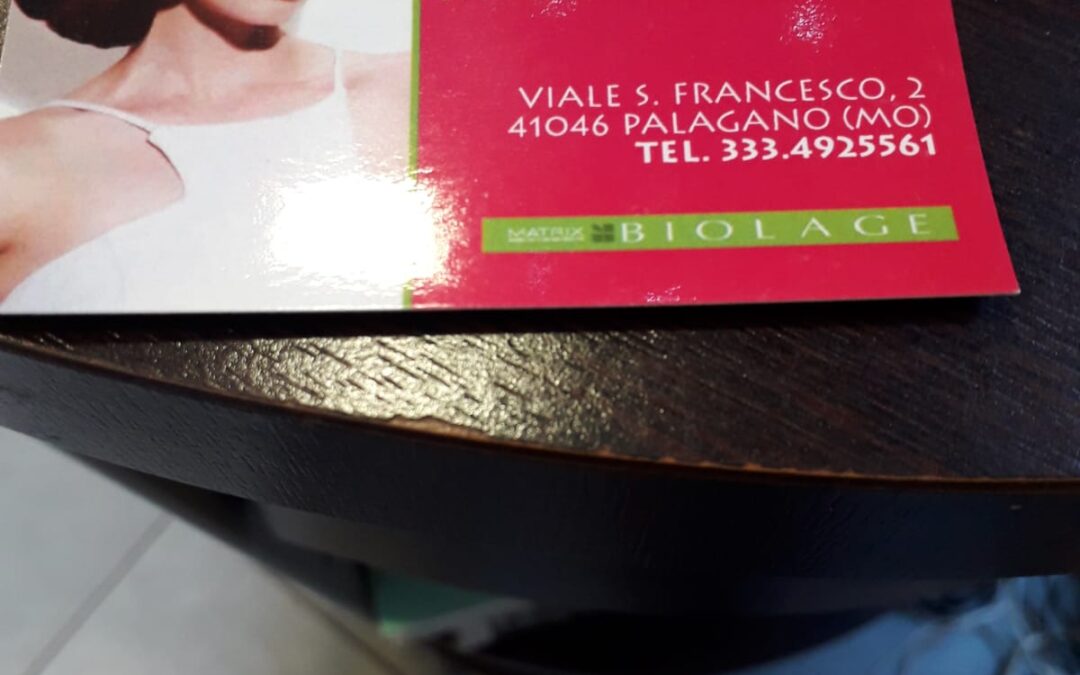 VIALE S. FRANCESCO, 2
41046 PALAGANO (MO)
TEL. 333.4925561
MATRIX BIOLAGE